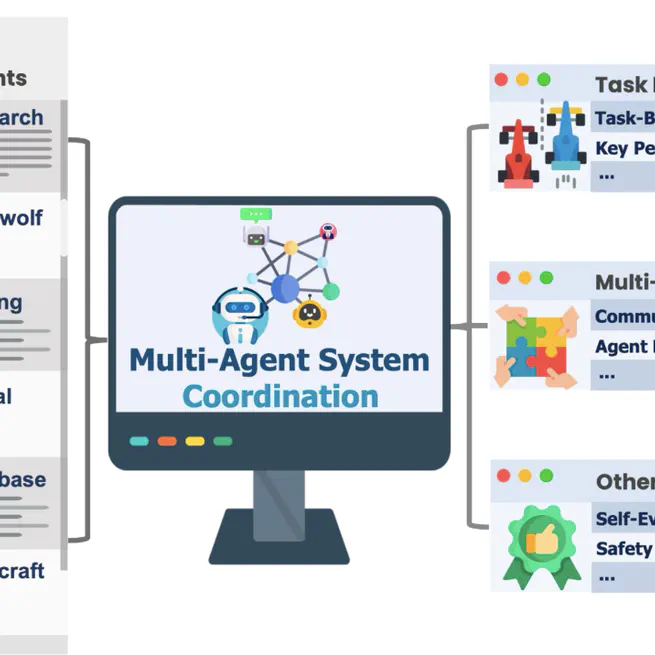 nts
arch
wolf
ng
al
base
craft
Multi-Agent System
Coordination
Task
Task-B
Key Pe
...
Multi-
Commu
Agent
...
Other
Self-Ev
Safety
...